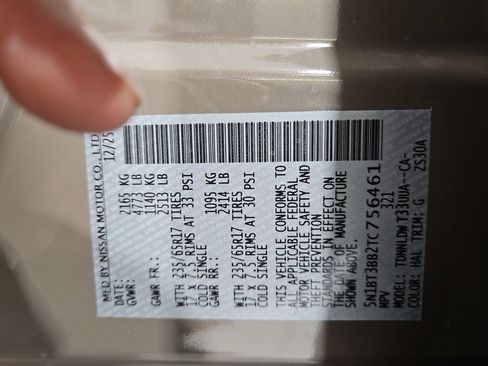 MFD BY NISSAN MOTOR CO., LTD.
DATE: 12/25
GVWR: 2165 KG
4773 LB
GAWR FR.: 1140 KG
2513 LB
WITH 235/65R17 TIRES
17 X 7.5 RIMS AT 33 PSI
COLD SINGLE
GAWR RR.: 1095 KG
2414 LB
WITH 235/65R17 TIRES
17 X 7.5 RIMS AT 30 PSI
COLD SINGLE
THIS VEHICLE CONFORMS TO
ALL APPLICABLE FEDERAL
MOTOR VEHICLE SAFETY AND
THEFT PREVENTION
STANDARDS IN EFFECT ON
THE DATE OF MANUFACTURE
SHOWN ABOVE.
5N1BT3BB2TC756461
MPV 321
MODEL: TDWNLDW T33UUA--CA-
COLOR: HAL TRIM: G ZS30A